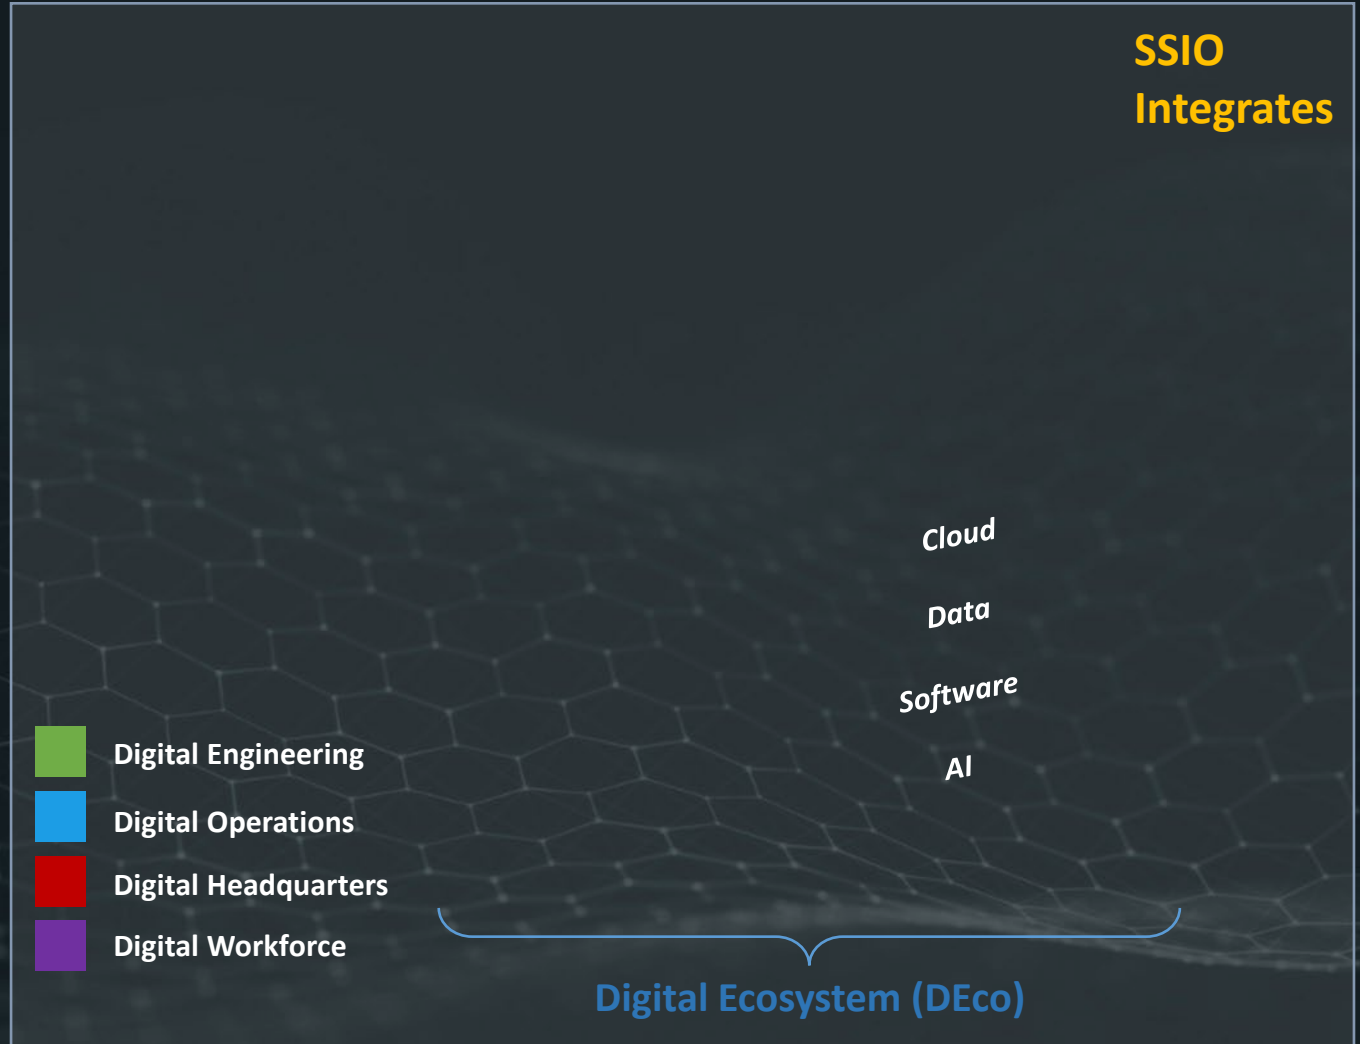 SSIO
Integrates
Cloud
Data
Software
AI
Digital Engineering
Digital Operations
Digital Headquarters
Digital Workforce
Digital Ecosystem (DEco)